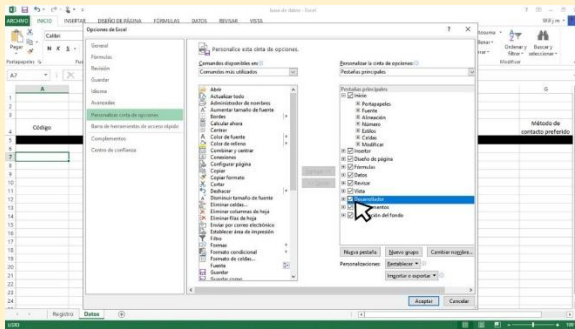 base de datos - Excel
ARCHIVO INICIO INSERTAR DISEÑO DE PÁGINA FÓRMULAS DATOS REVISAR VISTA
Opciones de Excel
Pegar
Calibri
N K S
Portapapeles
Ordenar y filtrar
Buscar y seleccionar
Modificar
A7
General
Fórmulas
Revisión
Guardar
Idioma
Avanzadas
Personalizar cinta de opciones
Barra de herramientas de acceso rápido
Complementos
Centro de confianza
Personalice esta cinta de opciones.
Comandos disponibles en:
Comandos más utilizados
Abrir
Actualizar todo
Administrador de nombres
Aumentar tamaño de fuente
Bordes
Calcular ahora
Centrar
Color de fuente
Color de relleno
Combinar y centrar
Conexiones
Configurar página
Copiar
Copiar formato
Cortar
Deshacer
Disminuir tamaño de fuente
Eliminar celdas...
Eliminar columnas de hoja
Eliminar filas de hoja
Enviar por correo electrónico
Establecer área de impresión
Filtro
Formas
Formato condicional
Formato de celdas...
Fuente
Guardar
Guardar como
Personalizar la cinta de opciones:
Pestañas principales
Pestañas principales
Inicio
Portapapeles
Fuente
Alineación
Número
Estilos
Celdas
Modificar
Insertar
Diseño de página
Fórmulas
Datos
Revisar
Vista
Desarrollador
Nueva pestaña Nuevo grupo Cambiar nombre...
Personalizaciones: Restablecer
Importar o exportar
Aceptar Cancelar
A
G
Código
Método de
contacto preferido
Registro Datos
LISTO